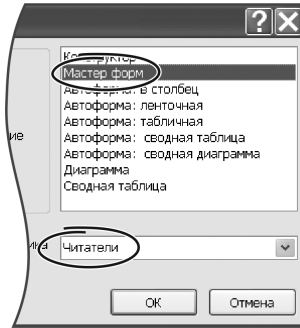 Конструктор
Мастер форм
Автоформа: в столбец
Автоформа: ленточная
Автоформа: табличная
ие
Автоформа: сводная таблица
Автоформа: сводная диаграмма
Диаграмма
Сводная таблица
Читатели
ОК
Отмена